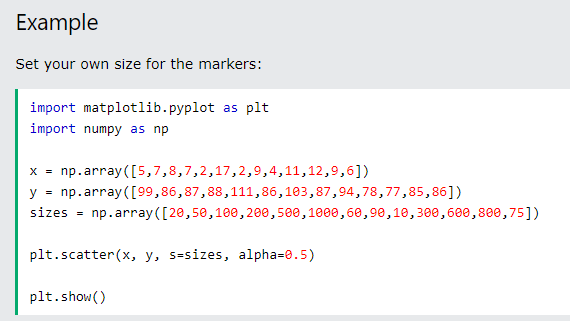 Example
Set your own size for the markers:
import matplotlib.pyplot as plt
import numpy as np
x = np.array([5,7,8,7,2,17,2,9,4,11,12,9,6])
y = np.array([99,86,87,88,111,86,103,87,94,78,77,85,86])
sizes = np.array([20,50,100,200,500,1000,60,90,10,300,600,800,75])
plt.scatter(x, y, s=sizes, alpha=0.5)
plt.show()